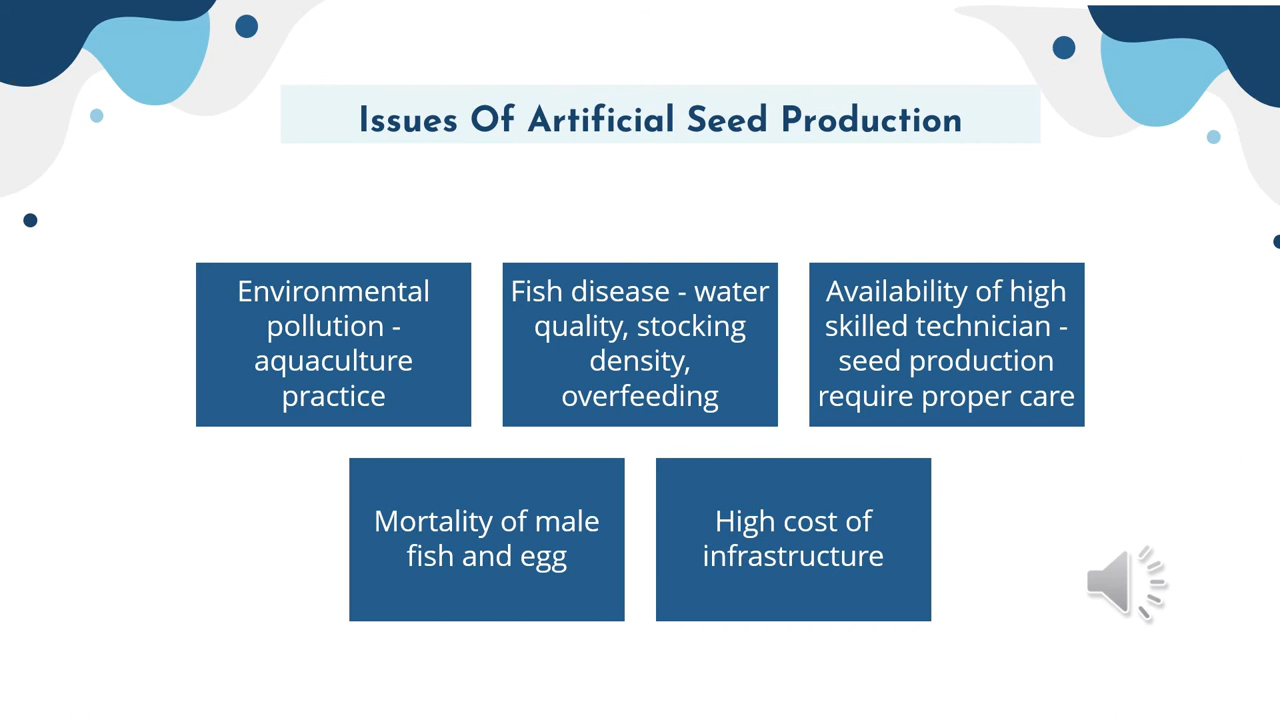 Issues Of Artificial Seed Production
Environmental
pollution -
aquaculture
practice
Fish disease - water
quality, stocking
density,
overfeeding
Availability of high
skilled technician -
seed production
require proper care
Mortality of male
fish and egg
High cost of
infrastructure